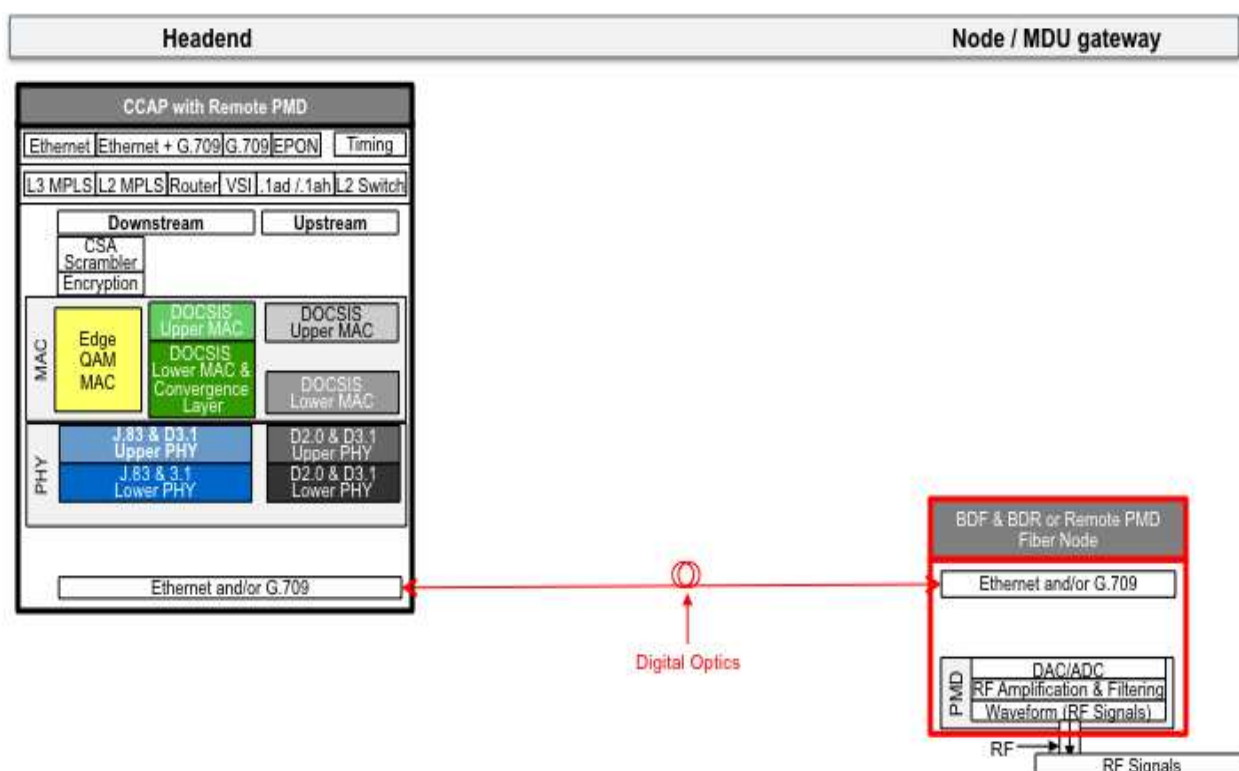 Headend
Node / MDU gateway
CCAP with Remote PMD
Ethernet
Ethernet + G.709
G.709
EPON
Timing
L3 MPLS
L2 MPLS
Router
VSI
.1ad /.1ah
L2 Switch
Downstream
Upstream
CSA
Scrambler
Encryption
MAC
Edge
QAM
MAC
DOCSIS
Upper MAC
DOCSIS
Lower MAC &
Convergence
Layer
DOCSIS
Upper MAC
DOCSIS
Lower MAC
PHY
J.83 & D3.1
Upper PHY
J.83 & 3.1
Lower PHY
D2.0 & D3.1
Upper PHY
D2.0 & D3.1
Lower PHY
Ethernet and/or G.709
Digital Optics
BDF & BDR or Remote PMD
Fiber Node
Ethernet and/or G.709
PMD
DAC/ADC
RF Amplification & Filtering
Waveform (RF Signals)
RF
RF Signals